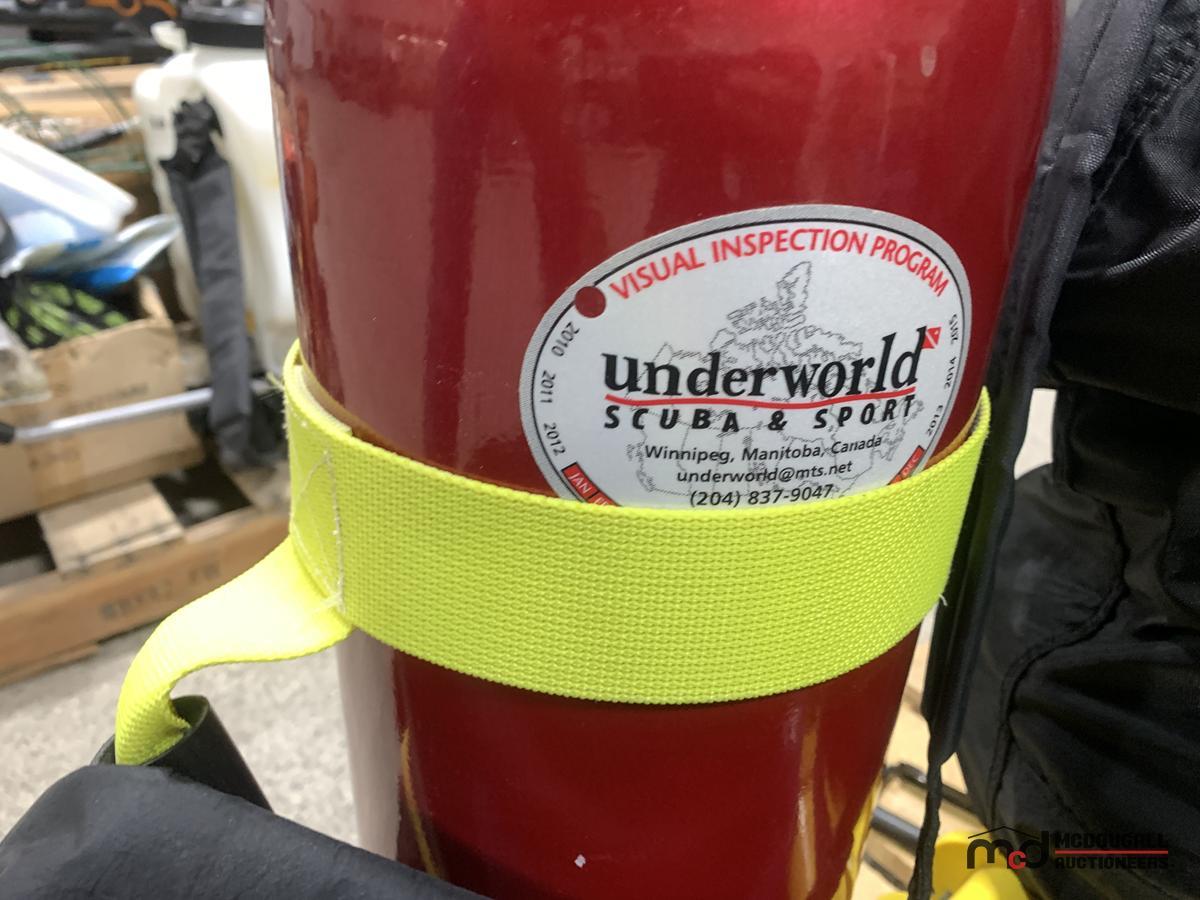 VISUAL INSPECTION PROGRAM
2010 2011 2012
2013 2014 2015
underworld
SCUBA & SPORT
Winnipeg, Manitoba, Canada
underworld@mts.net
(204) 837-9047
JAN
DEC
mcd MCDOUGALL
AUCTIONEERS